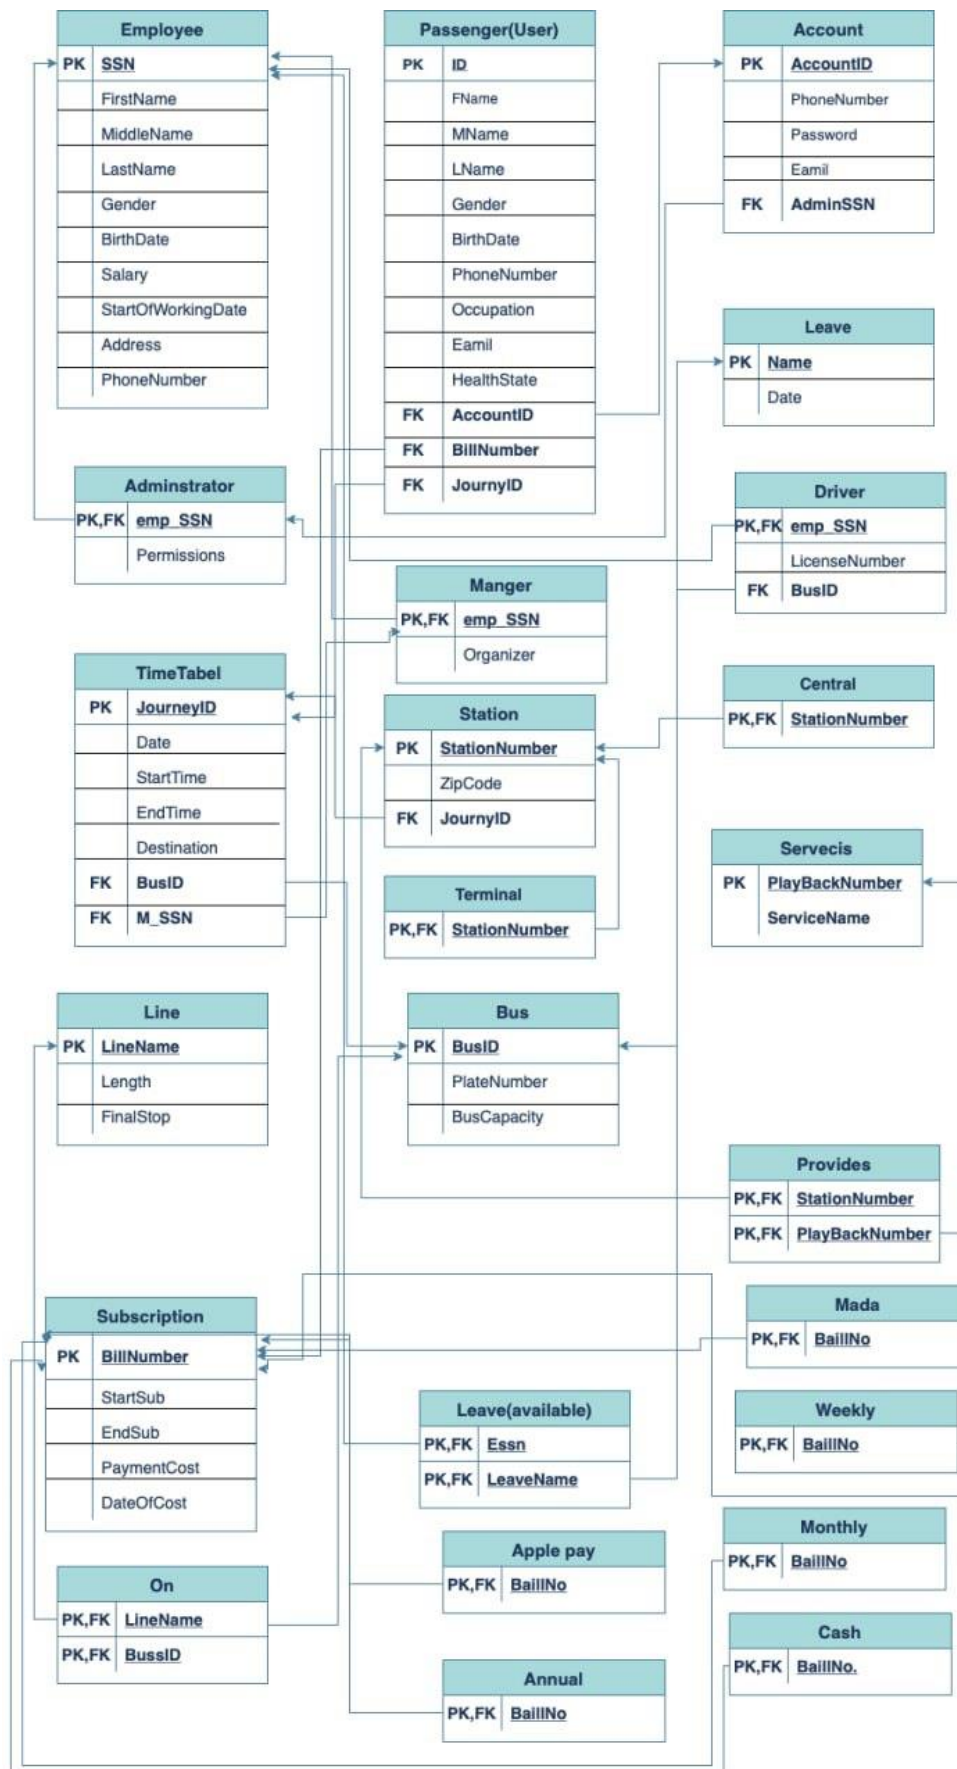 Employee
PK SSN
FirstName
MiddleName
LastName
Gender
BirthDate
Salary
StartOfWorkingDate
Address
PhoneNumber
Passenger(User)
PK ID
FName
MName
LName
Gender
BirthDate
PhoneNumber
Occupation
Eamil
HealthState
FK AccountID
FK BillNumber
FK JournyID
Account
PK AccountID
PhoneNumber
Password
Eamil
FK AdminSSN
Leave
PK Name
Date
Adminstrator
PK,FK emp_SSN
Permissions
Driver
PK,FK emp_SSN
LicenseNumber
FK BusID
Manger
PK,FK emp_SSN
Organizer
TimeTabel
PK JourneyID
Date
StartTime
EndTime
Destination
FK BusID
FK M_SSN
Station
PK StationNumber
ZipCode
FK JournyID
Central
PK,FK StationNumber
Terminal
PK,FK StationNumber
Servecis
PK PlayBackNumber
ServiceName
Line
PK LineName
Length
FinalStop
Bus
PK BusID
PlateNumber
BusCapacity
Provides
PK,FK StationNumber
PK,FK PlayBackNumber
Subscription
PK BillNumber
StartSub
EndSub
PaymentCost
DateOfCost
Mada
PK,FK BaillNo
Leave(available)
PK,FK Essn
PK,FK LeaveName
Weekly
PK,FK BaillNo
Apple pay
PK,FK BaillNo
Monthly
PK,FK BaillNo
On
PK,FK LineName
PK,FK BussID
Annual
PK,FK BaillNo
Cash
PK,FK BaillNo.